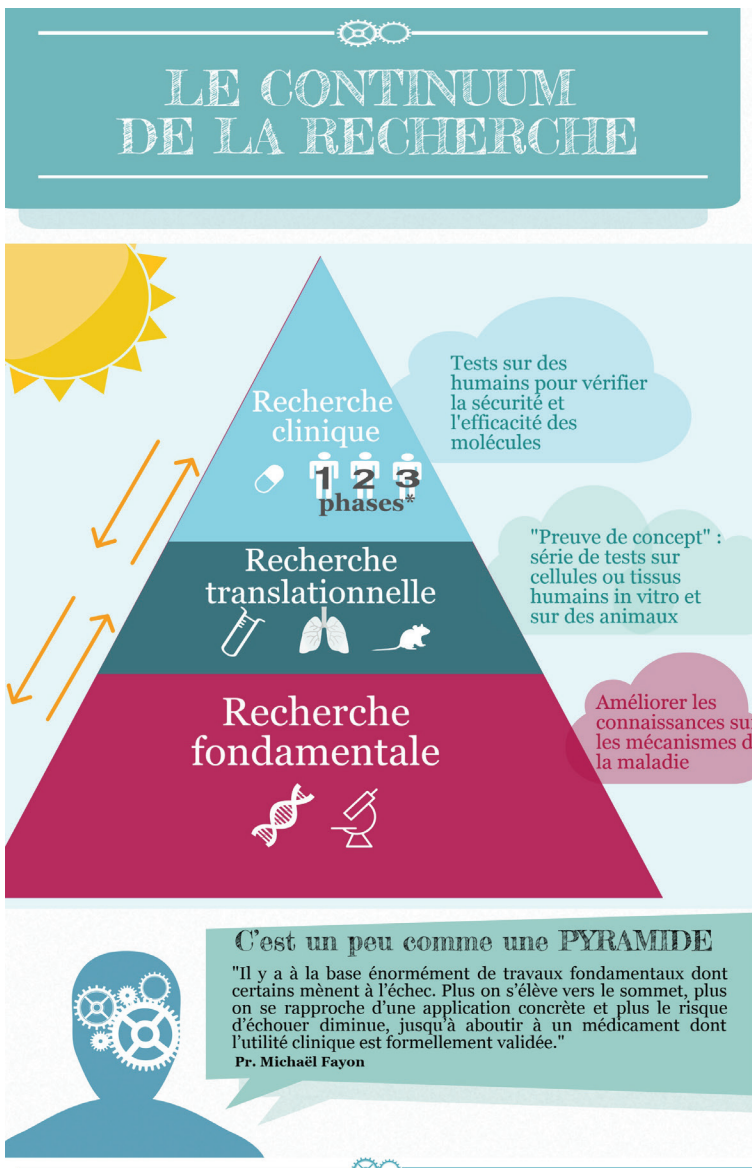 LE CONTINUUM
DE LA RECHERCHE
Recherche
clinique
1 2 3
phases*
Tests sur des
humains pour vérifier
la sécurité et
l'efficacité des
molécules
Recherche
translationnelle
"Preuve de concept" :
série de tests sur
cellules ou tissus
humains in vitro et
sur des animaux
Recherche
fondamentale
Améliorer les
connaissances su
les mécanismes d
la maladie
C'est un peu comme une PYRAMIDE
"Il y a à la base énormément de travaux fondamentaux dont
certains mènent à l'échec. Plus on s'élève vers le sommet, plus
on se rapproche d'une application concrète et plus le risque
d'échouer diminue, jusqu'à aboutir à un médicament dont
l'utilité clinique est formellement validée."
Pr. Michaël Fayon